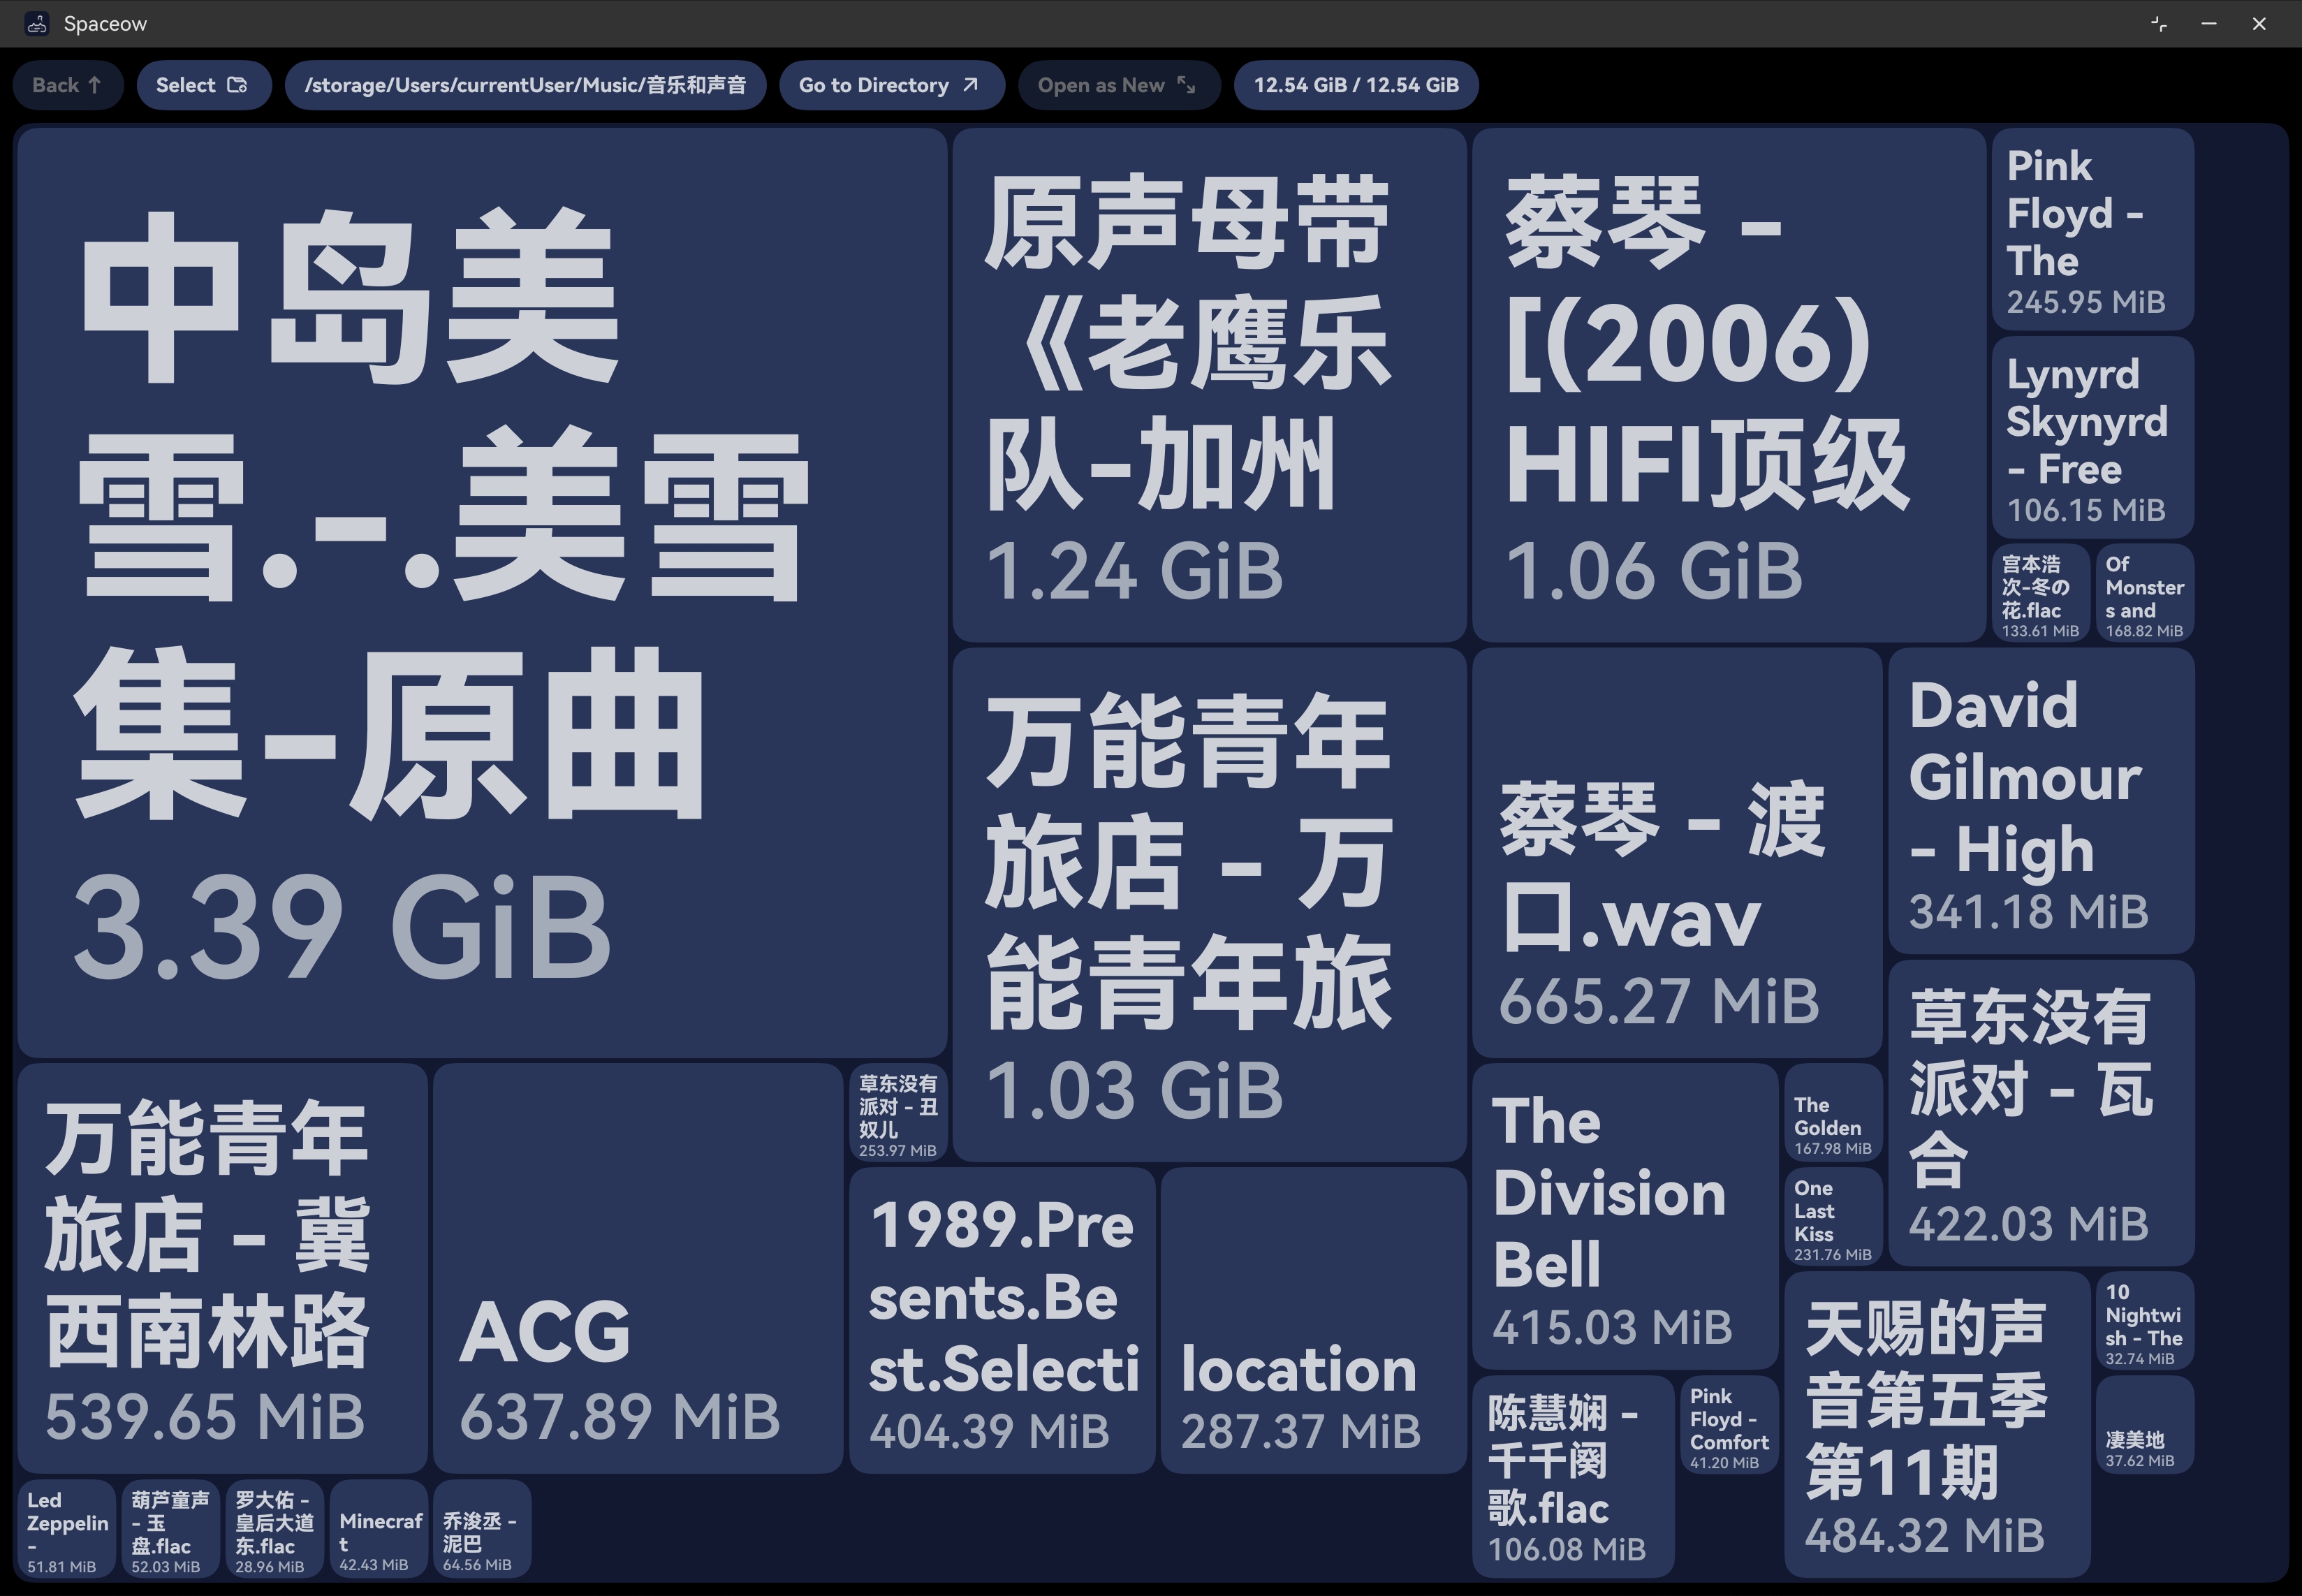 Spaceow
Back ↑
Select
/storage/Users/currentUser/Music/音乐和声音
Go to Directory ↗
Open as New
12.54 GiB / 12.54 GiB
中岛美
雪.-.美雪
集-原曲
3.39 GiB
原声母带
《老鹰乐
队-加州
1.24 GiB
蔡琴 -
[(2006)
HIFI顶级
1.06 GiB
Pink
Floyd -
The
245.95 MiB
Lynyrd
Skynyrd
- Free
106.15 MiB
宫本浩
次-冬の
花.flac
133.61 MiB
Of
Monster
s and
168.82 MiB
万能青年
旅店 - 万
能青年旅
1.03 GiB
蔡琴 - 渡
口.wav
665.27 MiB
David
Gilmour
- High
341.18 MiB
草东没有
派对 - 瓦
合
422.03 MiB
万能青年
旅店 - 冀
西南林路
539.65 MiB
ACG
637.89 MiB
草东没有
派对 - 丑
奴儿
253.97 MiB
1989.Pre
sents.Be
st.Selecti
404.39 MiB
location
287.37 MiB
The
Division
Bell
415.03 MiB
The
Golden
167.98 MiB
One
Last
Kiss
231.76 MiB
天赐的声
音第五季
第11期
484.32 MiB
10
Nightwi
sh - The
32.74 MiB
陈慧娴 -
千千阕
歌.flac
106.08 MiB
Pink
Floyd -
Comfort
41.20 MiB
凄美地
37.62 MiB
Led
Zeppelin
-
51.81 MiB
葫芦童声
- 玉
盘.flac
52.03 MiB
罗大佑 -
皇后大道
东.flac
28.96 MiB
Minecraf
t
42.43 MiB
乔浚丞 -
泥巴
64.56 MiB